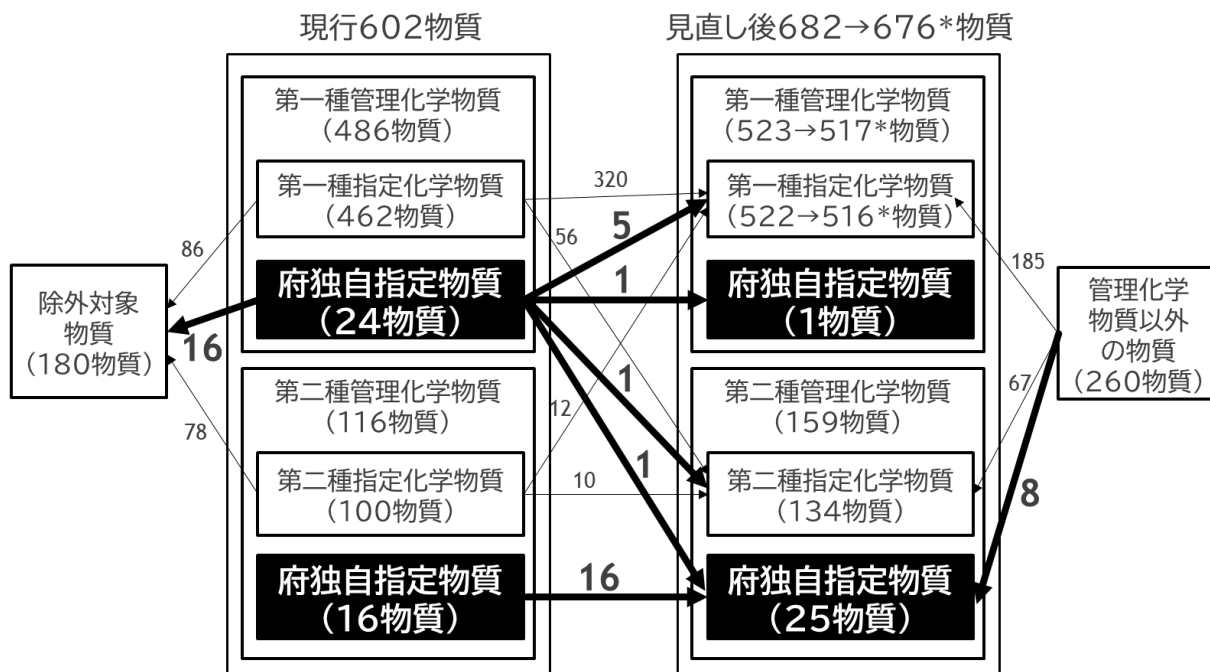 現行602物質
見直し後682→676*物質
第一種管理化学物質
(486物質)
第一種指定化学物質
(462物質)
府独自指定物質
(24物質)
第二種管理化学物質
(116物質)
第二種指定化学物質
(100物質)
府独自指定物質
(16物質)
第一種管理化学物質
(523→517*物質)
第一種指定化学物質
(522→516*物質)
府独自指定物質
(1物質)
第二種管理化学物質
(159物質)
第二種指定化学物質
(134物質)
府独自指定物質
(25物質)
除外対象
物質
(180物質)
管理化学
物質以外
の物質
(260物質)
86
16
78
320
5
56
1
1
12
1
10
16
185
67
8